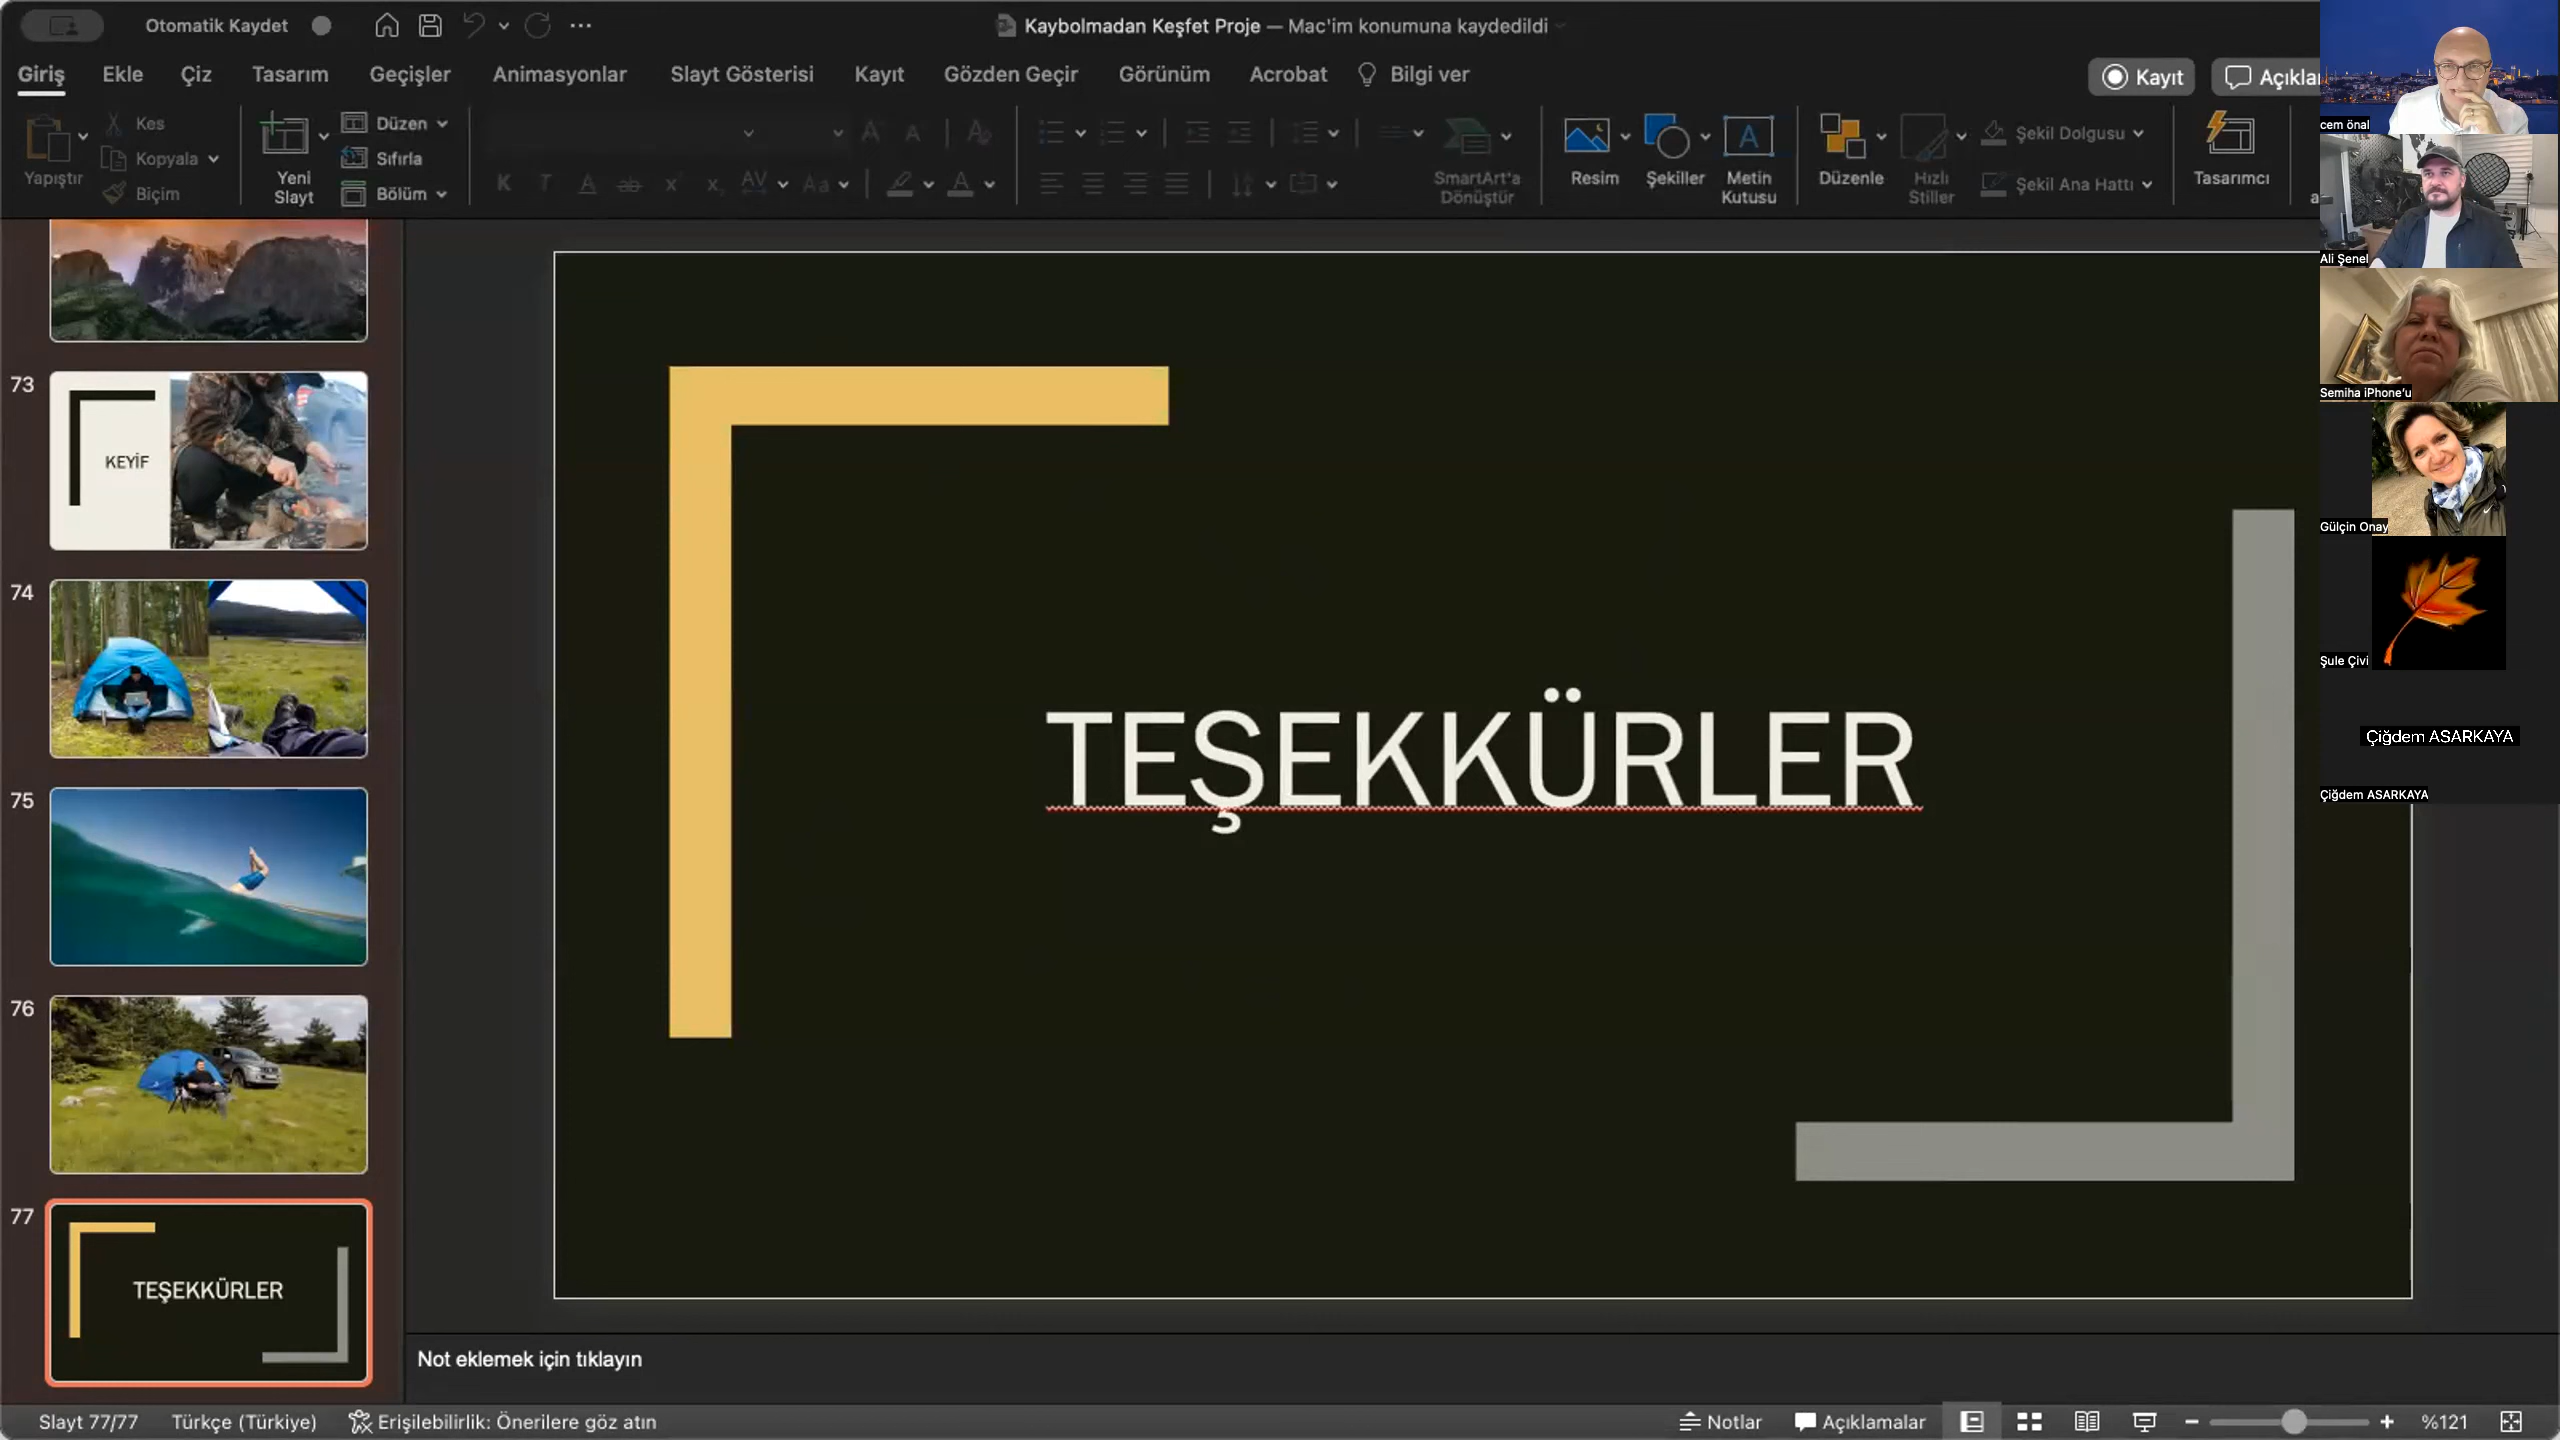 Otomatik Kaydet
Kaybolmadan Keşfet Proje — Mac'im konumuna kaydedildi
Giriş Ekle Çiz Tasarım Geçişler Animasyonlar Slayt Gösterisi Kayıt Gözden Geçir Görünüm Acrobat Bilgi ver
Kayıt
Yapıştır
Kes
Kopyala
Biçim
Yeni
Slayt
Düzen
Sıfırla
Bölüm
SmartArt'a
Dönüştür
Resim
Şekiller
Metin
Kutusu
Düzenle
Hızlı
Stiller
Şekil Dolgusu
Şekil Ana Hattı
Tasarımcı
cem önal
Ali Şenel
Semiha iPhone'u
Gülçin Onay
Şule Çivi
Çiğdem ASARKAYA
Çiğdem ASARKAYA
73
KEYİF
74
75
76
77
TEŞEKKÜRLER
TEŞEKKÜRLER
Not eklemek için tıklayın
Slayt 77/77 Türkçe (Türkiye) Erişilebilirlik: Önerilere göz atın
Notlar Açıklamalar %121